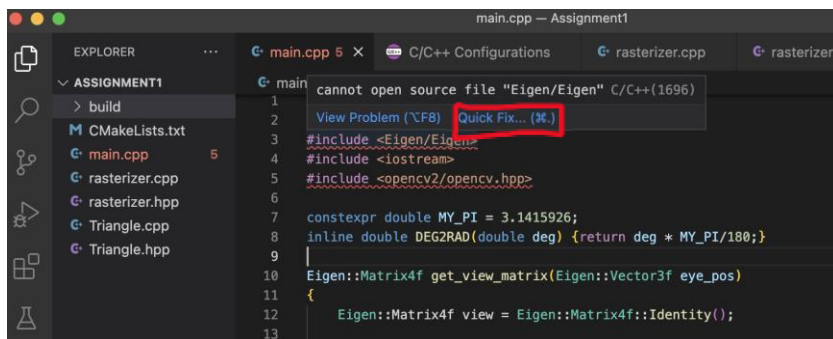 main.cpp — Assignment1
EXPLORER ...
main.cpp 5 ×
C/C++ Configurations
rasterizer.cpp
rasterizer
ASSIGNMENT1
build
CMakeLists.txt
main.cpp 5
rasterizer.cpp
rasterizer.hpp
Triangle.cpp
Triangle.hpp
main
cannot open source file "Eigen/Eigen" C/C++(1696)
View Problem (⌥F8) Quick Fix... (⌘.)
1
2
3 #include <Eigen/Eigen>
4 #include <iostream>
5 #include <opencv2/opencv.hpp>
6
7 constexpr double MY_PI = 3.1415926;
8 inline double DEG2RAD(double deg) {return deg * MY_PI/180;}
9
10 Eigen::Matrix4f get_view_matrix(Eigen::Vector3f eye_pos)
11 {
12 Eigen::Matrix4f view = Eigen::Matrix4f::Identity();
13